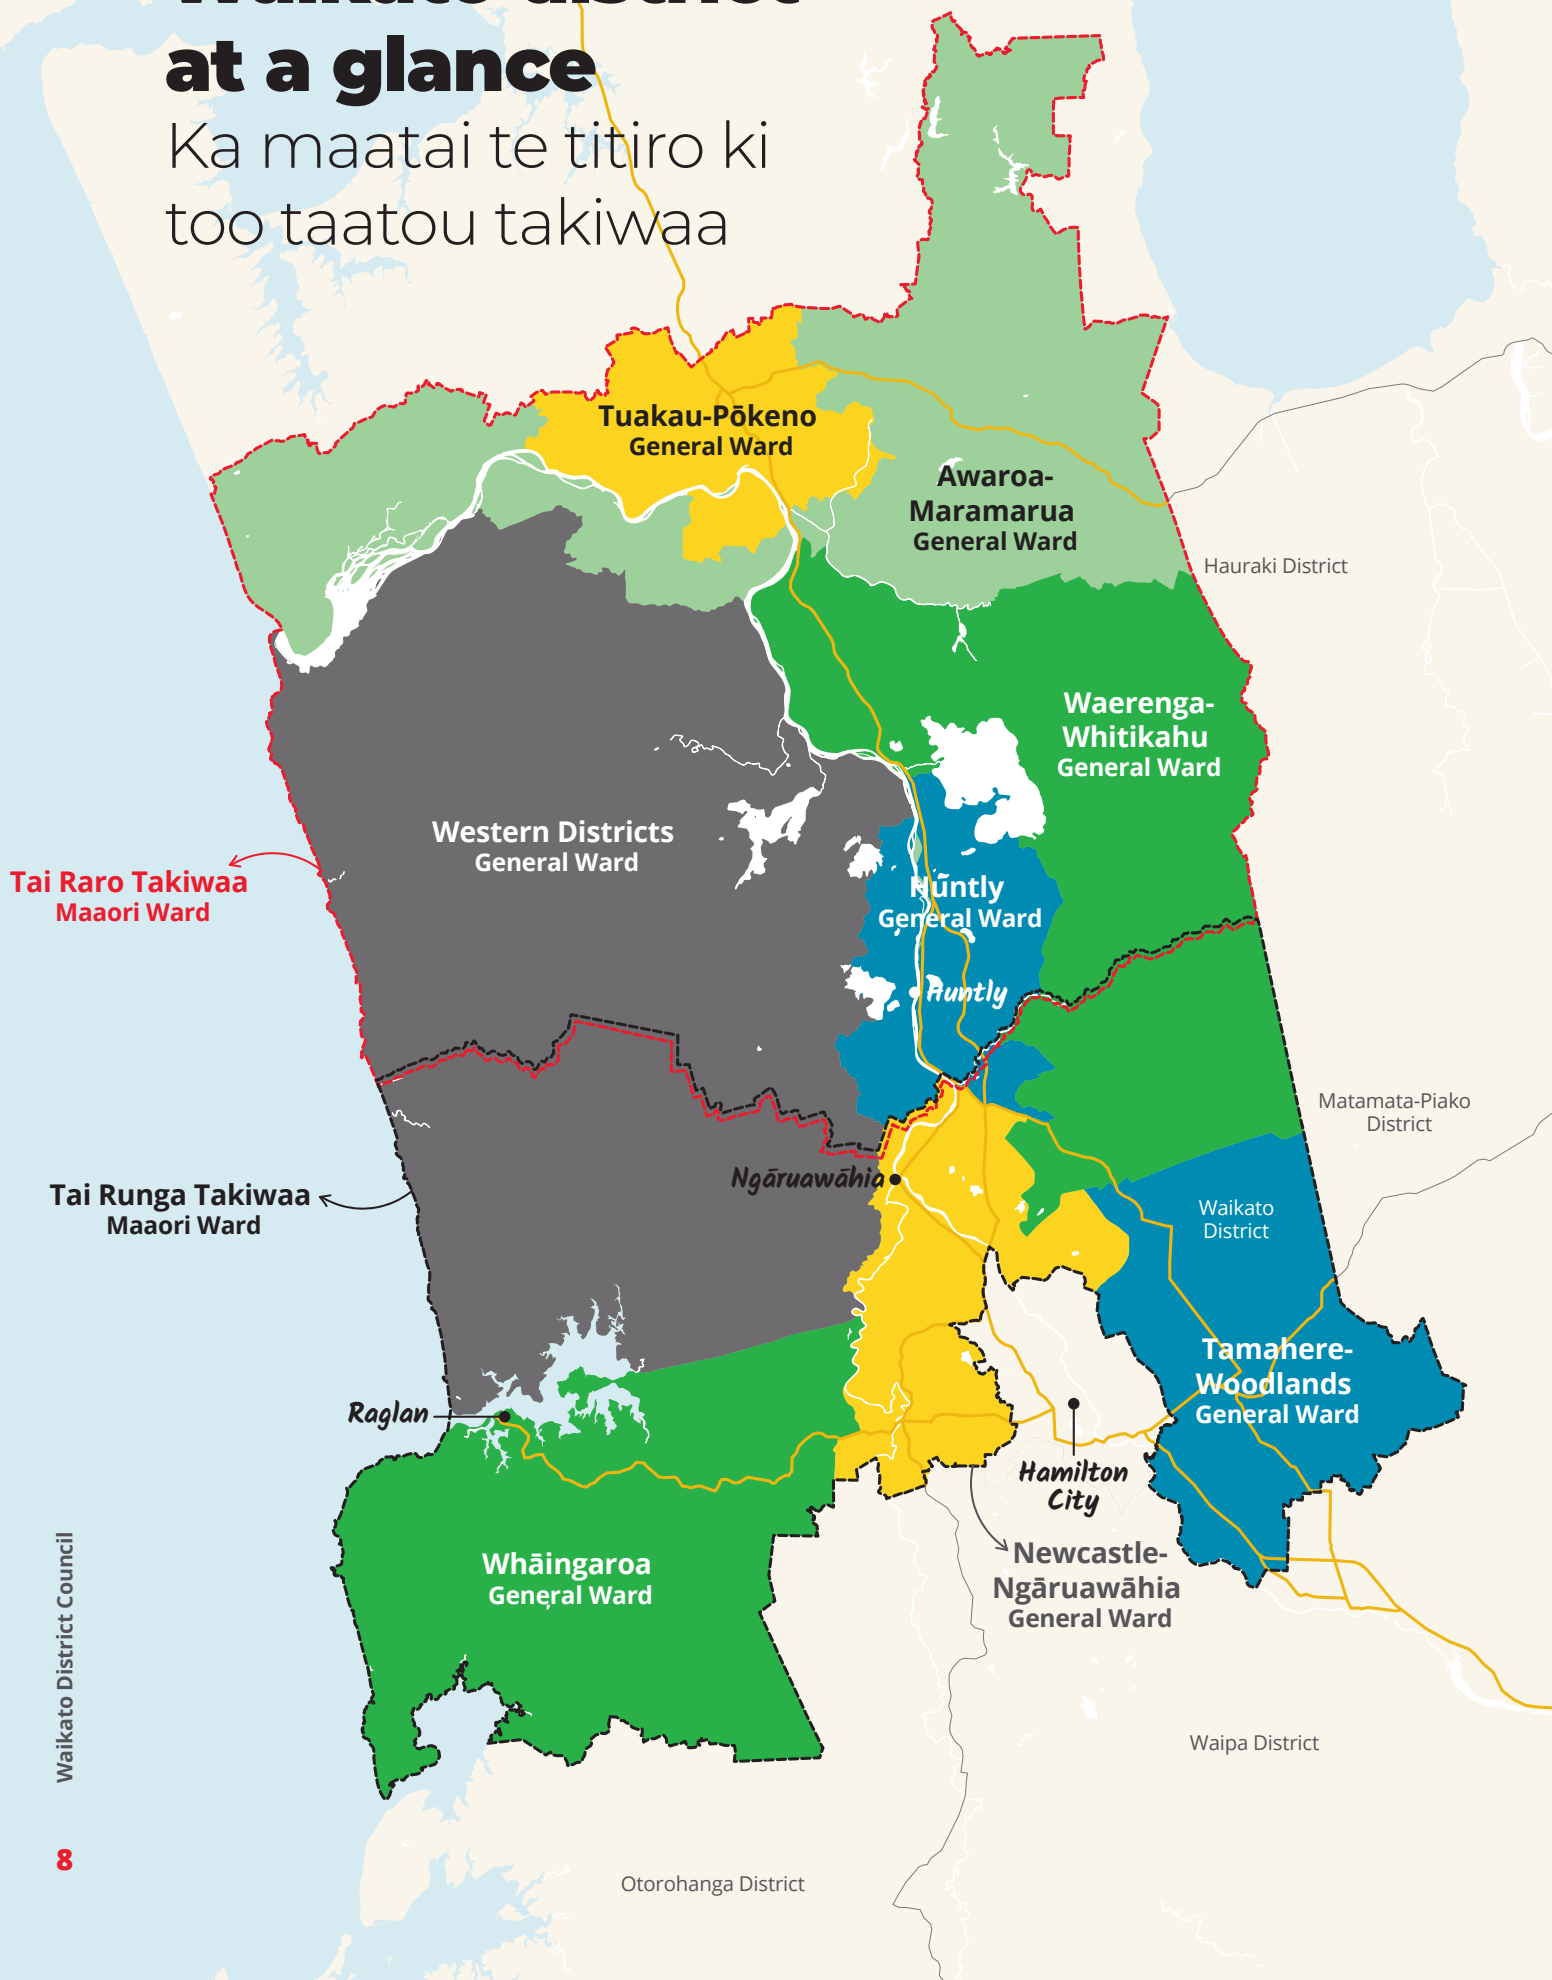 Waikato district
at a glance
Ka maatai te titiro ki
too taatou takiwaa
Tuakau-Pōkeno
General Ward
Awaroa-
Maramarua
General Ward
Hauraki District
Waerenga-
Whitikahu
General Ward
Western Districts
General Ward
Tai Raro Takiwaa
Maaori Ward
Huntly
General Ward
Huntly
Matamata-Piako
District
Ngāruawāhia
Tai Runga Takiwaa
Maaori Ward
Waikato
District
Tamahere-
Woodlands
General Ward
Raglan
Hamilton
City
Newcastle-
Ngāruawāhia
General Ward
Whāingaroa
General Ward
Waipa District
Otorohanga District
Waikato District Council
8